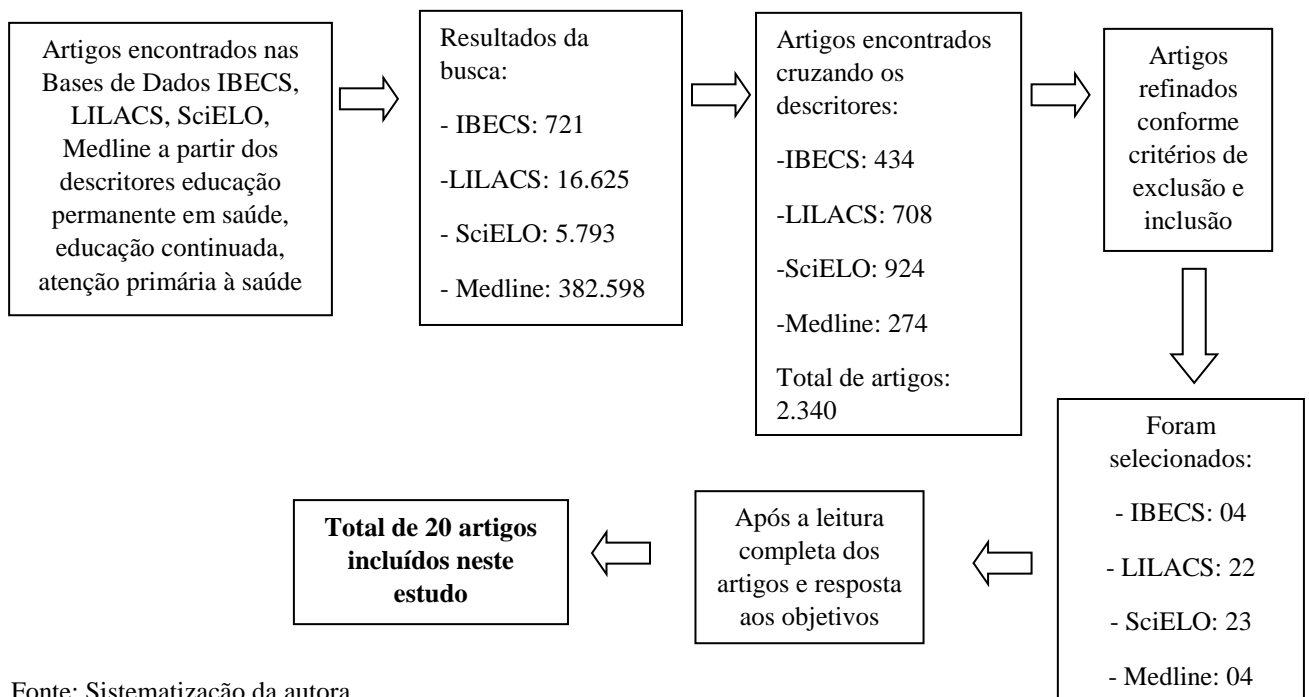 Artigos encontrados nas
Bases de Dados IBECS,
LILACS, SciELO,
Medline a partir dos
descritores educação
permanente em saúde,
educação continuada,
atenção primária à saúde
Resultados da
busca:
- IBECS: 721
-LILACS: 16.625
- SciELO: 5.793
- Medline: 382.598
Artigos encontrados
cruzando os
descritores:
-IBECS: 434
-LILACS: 708
-SciELO: 924
-Medline: 274
Total de artigos:
2.340
Artigos
refinados
conforme
critérios de
exclusão e
inclusão
Foram
selecionados:
- IBECS: 04
- LILACS: 22
- SciELO: 23
- Medline: 04
Após a leitura
completa dos
artigos e resposta
aos objetivos
Total de 20 artigos
incluídos neste
estudo
Fonte: Sistematização da autora